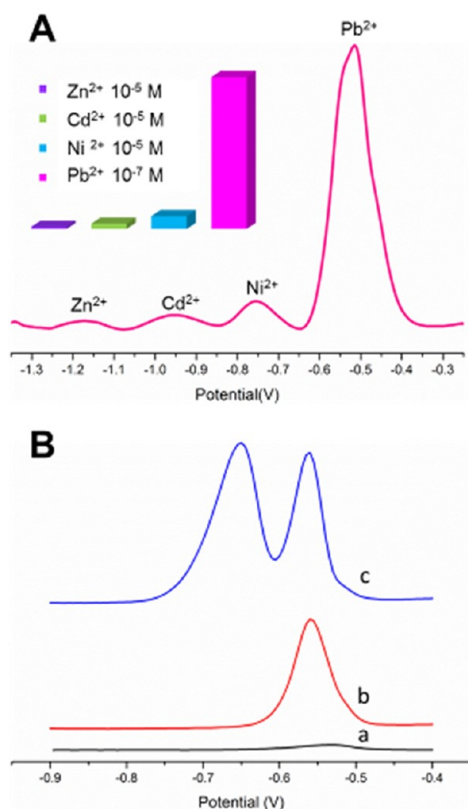 A
Pb²⁺
Zn²⁺ 10⁻⁵ M
Cd²⁺ 10⁻⁵ M
Ni ²⁺ 10⁻⁵ M
Pb²⁺ 10⁻⁷ M
Zn²⁺
Cd²⁺
Ni²⁺
-1.3 -1.2 -1.1 -1.0 -0.9 -0.8 -0.7 -0.6 -0.5 -0.4 -0.3
Potential(V)
B
c
b
a
-0.9 -0.8 -0.7 -0.6 -0.5 -0.4
Potential (V)